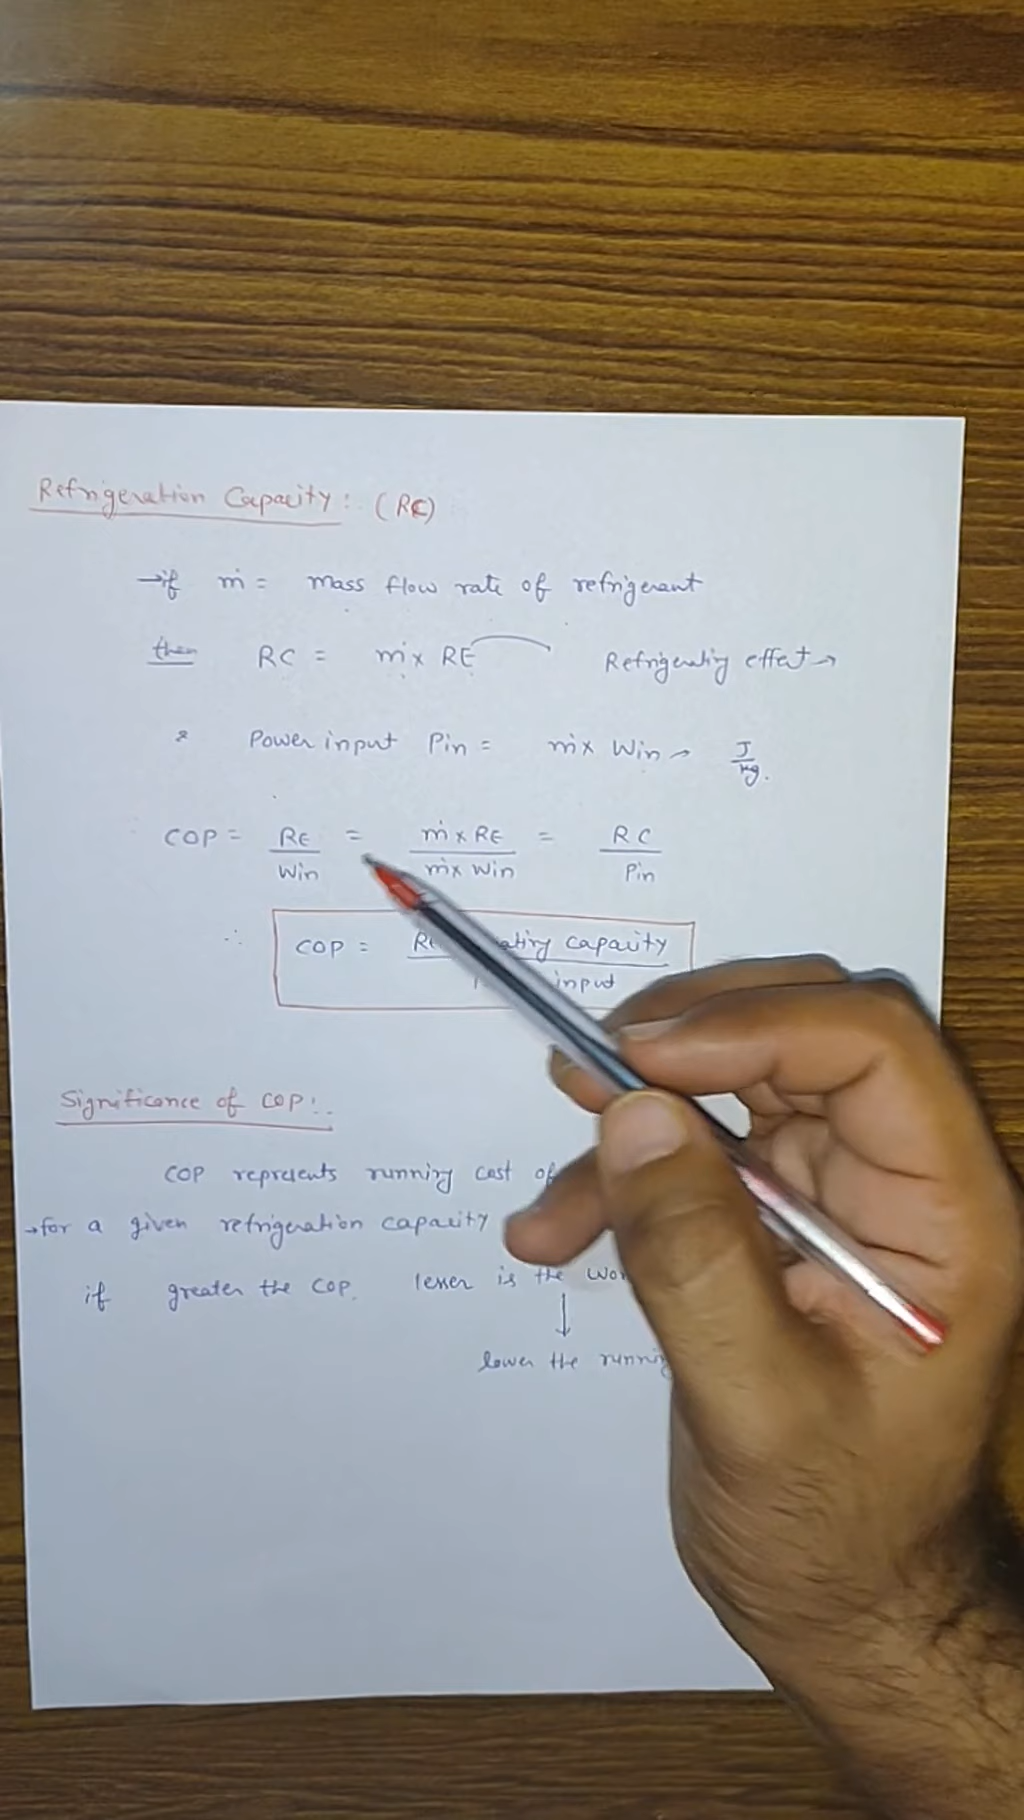 Refrigeration Capacity: (RC)
→if ṁ = mass flow rate of refrigerant
then RC = ṁ x RE Refrigerating effect →
& Power input Pin = ṁ x Win → J/kg.
COP = RE/Win = ṁ x RE/ṁ x Win = RC/Pin
∴ COP = capacity
input
Significance of COP:.
COP represents running cost of
→for a given refrigeration capacity
if greater the COP. lesser is the
↓
lower the